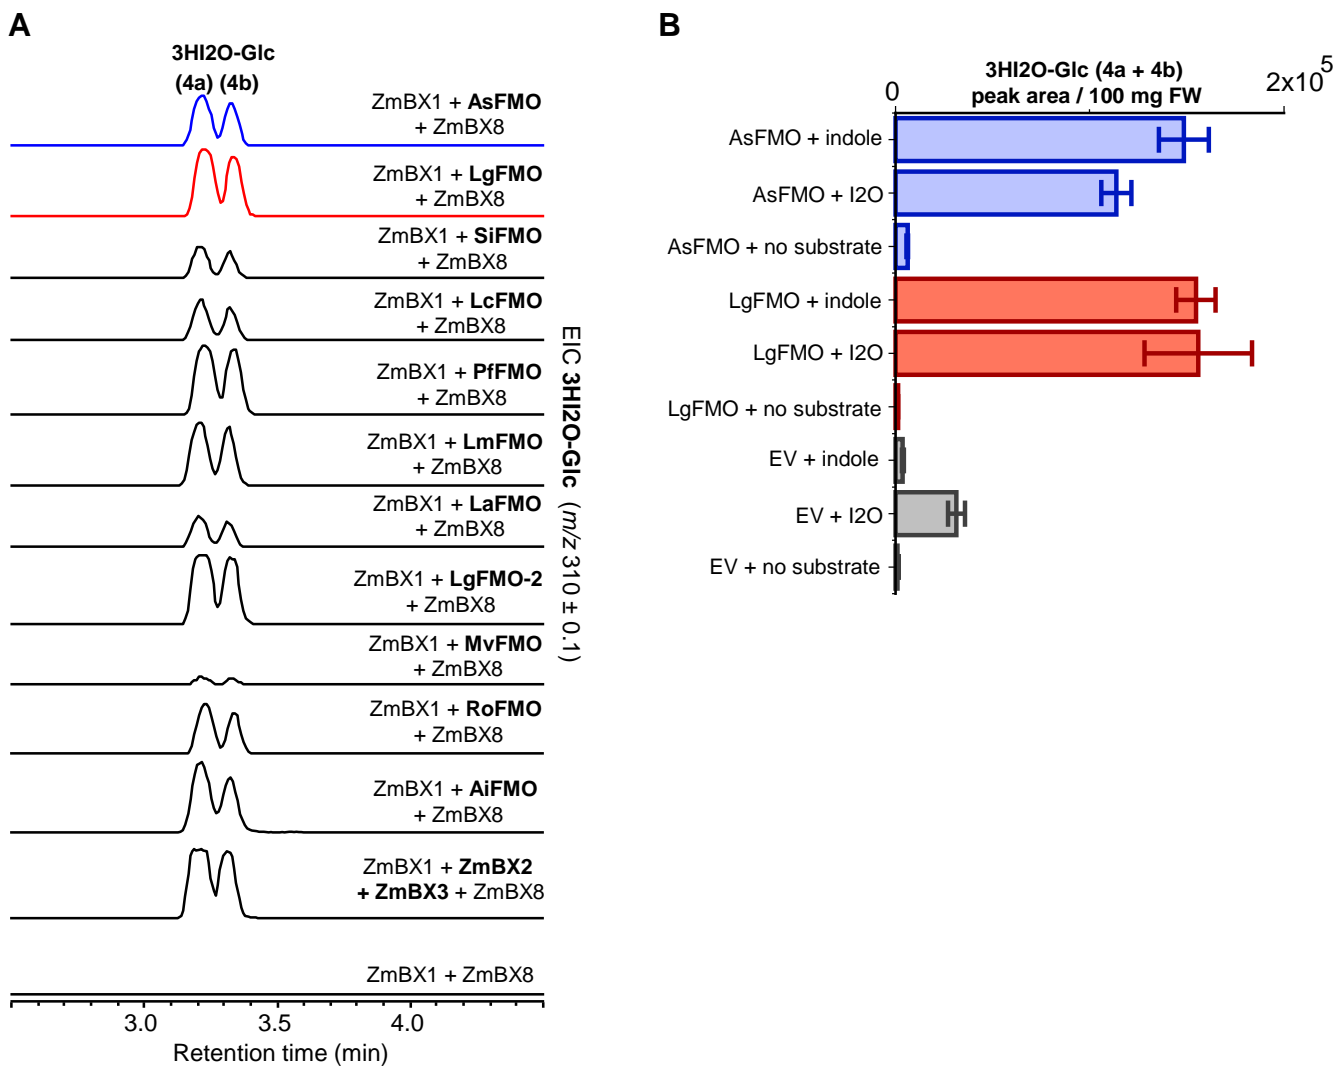 A
3HI2O-Glc
(4a) (4b)
ZmBX1 + AsFMO
+ ZmBX8
ZmBX1 + LgFMO
+ ZmBX8
ZmBX1 + SiFMO
+ ZmBX8
ZmBX1 + LcFMO
+ ZmBX8
ZmBX1 + PfFMO
+ ZmBX8
ZmBX1 + LmFMO
+ ZmBX8
ZmBX1 + LaFMO
+ ZmBX8
ZmBX1 + LgFMO-2
+ ZmBX8
ZmBX1 + MvFMO
+ ZmBX8
ZmBX1 + RoFMO
+ ZmBX8
ZmBX1 + AiFMO
+ ZmBX8
ZmBX1 + ZmBX2
+ ZmBX3 + ZmBX8
ZmBX1 + ZmBX8
3.0 3.5 4.0
Retention time (min)
EIC 3HI2O-Glc (m/z 310 ± 0.1)
B
3HI2O-Glc (4a + 4b)
peak area / 100 mg FW
0 2x10^5
AsFMO + indole
AsFMO + I2O
AsFMO + no substrate
LgFMO + indole
LgFMO + I2O
LgFMO + no substrate
EV + indole
EV + I2O
EV + no substrate